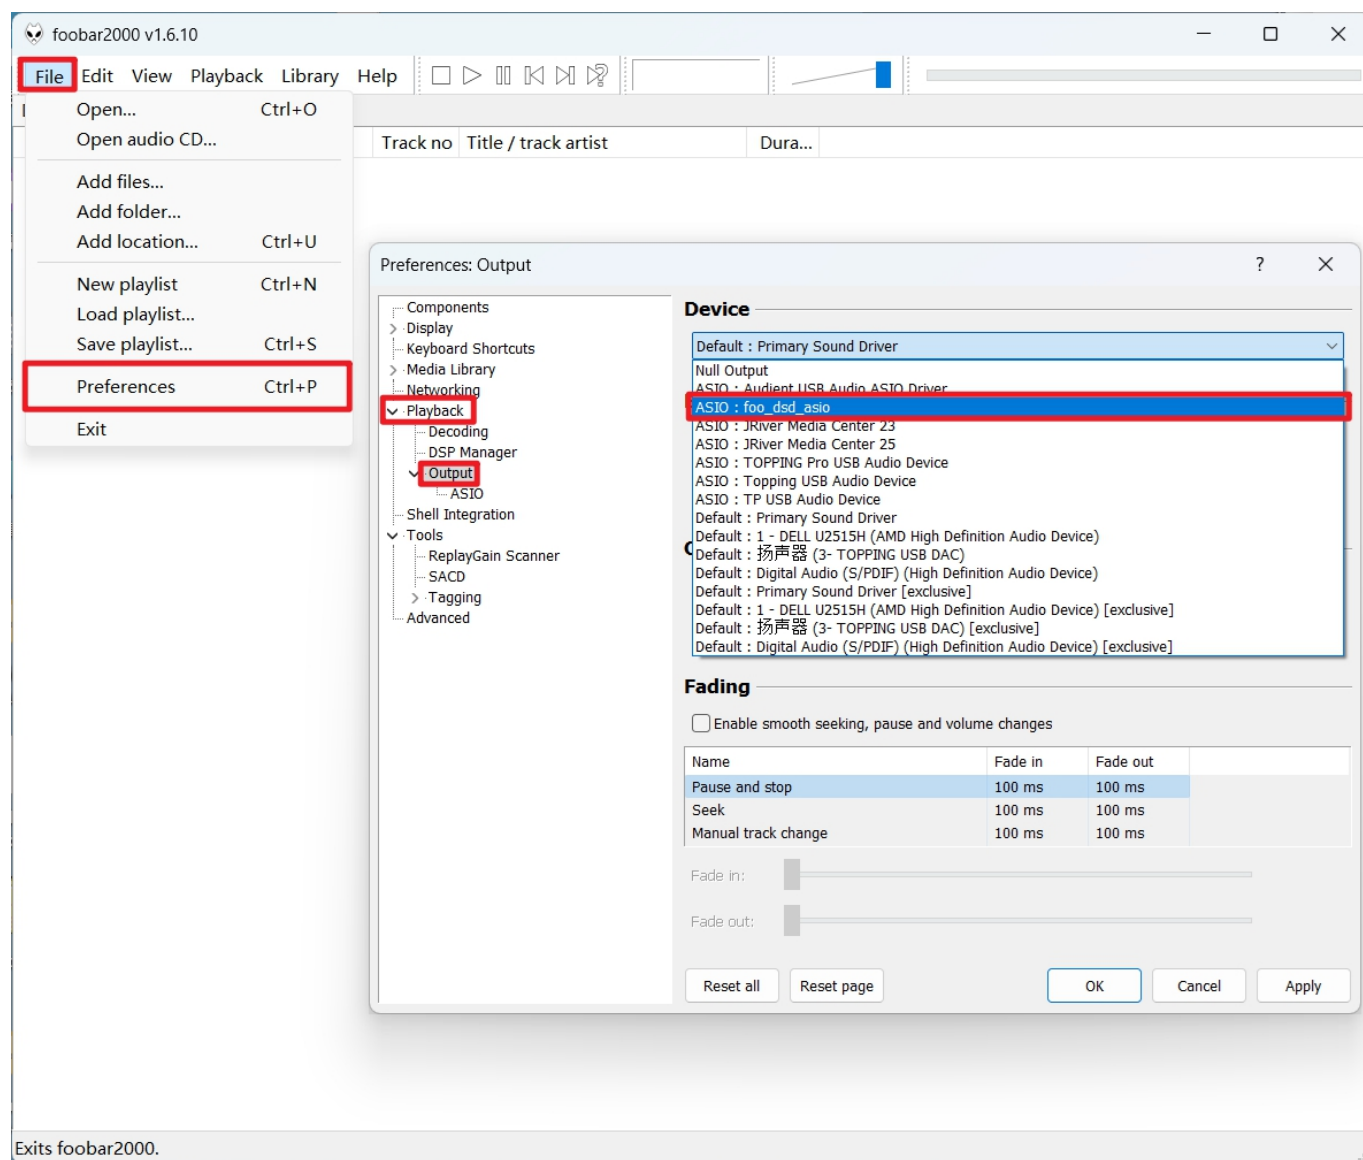 foobar2000 v1.6.10
File Edit View Playback Library Help
Open... Ctrl+O
Open audio CD...
Add files...
Add folder...
Add location... Ctrl+U
New playlist Ctrl+N
Load playlist...
Save playlist... Ctrl+S
Preferences Ctrl+P
Exit
Track no Title / track artist Dura...
Preferences: Output
Components
Display
Keyboard Shortcuts
Media Library
Networking
Playback
Decoding
DSP Manager
Output
ASIO
Shell Integration
Tools
ReplayGain Scanner
SACD
Tagging
Advanced
Device
Default : Primary Sound Driver
Null Output
ASIO : Audient USB Audio ASIO Driver
ASIO : foo_dsd_asio
ASIO : JRiver Media Center 23
ASIO : JRiver Media Center 25
ASIO : TOPPING Pro USB Audio Device
ASIO : Topping USB Audio Device
ASIO : TP USB Audio Device
Default : Primary Sound Driver
Default : 1 - DELL U2515H (AMD High Definition Audio Device)
Default : 扬声器 (3- TOPPING USB DAC)
Default : Digital Audio (S/PDIF) (High Definition Audio Device)
Default : Primary Sound Driver [exclusive]
Default : 1 - DELL U2515H (AMD High Definition Audio Device) [exclusive]
Default : 扬声器 (3- TOPPING USB DAC) [exclusive]
Default : Digital Audio (S/PDIF) (High Definition Audio Device) [exclusive]
Fading
Enable smooth seeking, pause and volume changes
Name Fade in Fade out
Pause and stop 100 ms 100 ms
Seek 100 ms 100 ms
Manual track change 100 ms 100 ms
Fade in:
Fade out:
Reset all Reset page OK Cancel Apply
Exits foobar2000.